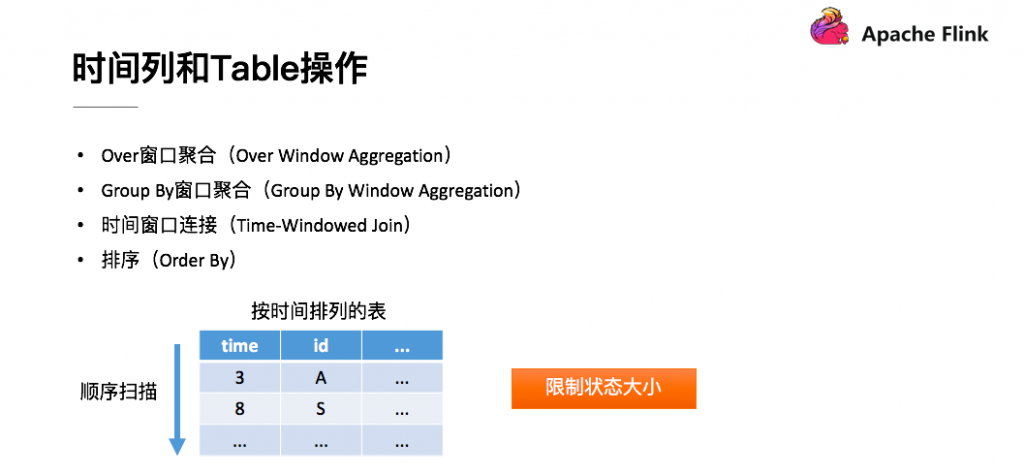 Apache Flink
时间列和Table操作
• Over窗口聚合（Over Window Aggregation）
• Group By窗口聚合（Group By Window Aggregation）
• 时间窗口连接（Time-Windowed Join）
• 排序（Order By）
按时间排列的表
time id ...
3 A ...
8 S ...
... ... ...
顺序扫描
限制状态大小